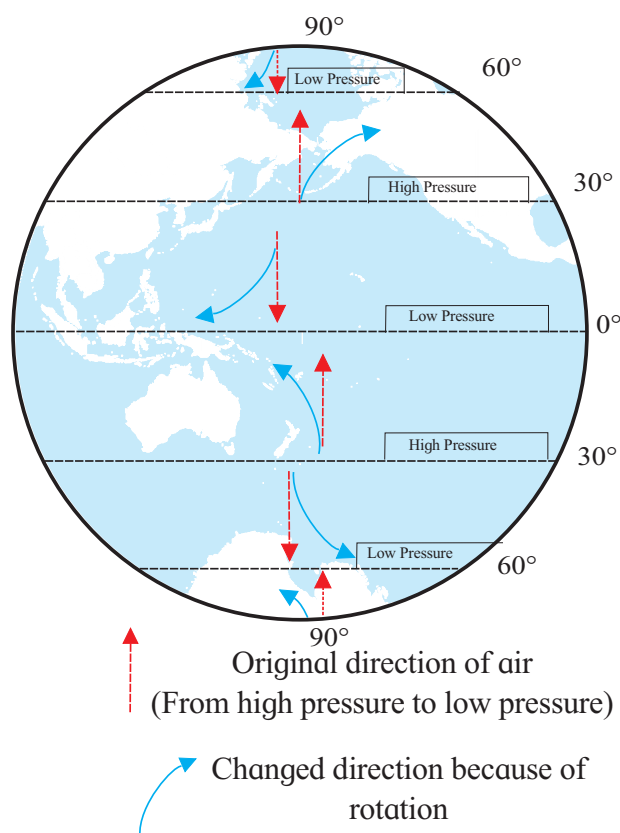 90°
60°
Low Pressure
30°
High Pressure
0°
Low Pressure
30°
High Pressure
60°
Low Pressure
90°
Original direction of air
(From high pressure to low pressure)
Changed direction because of
rotation